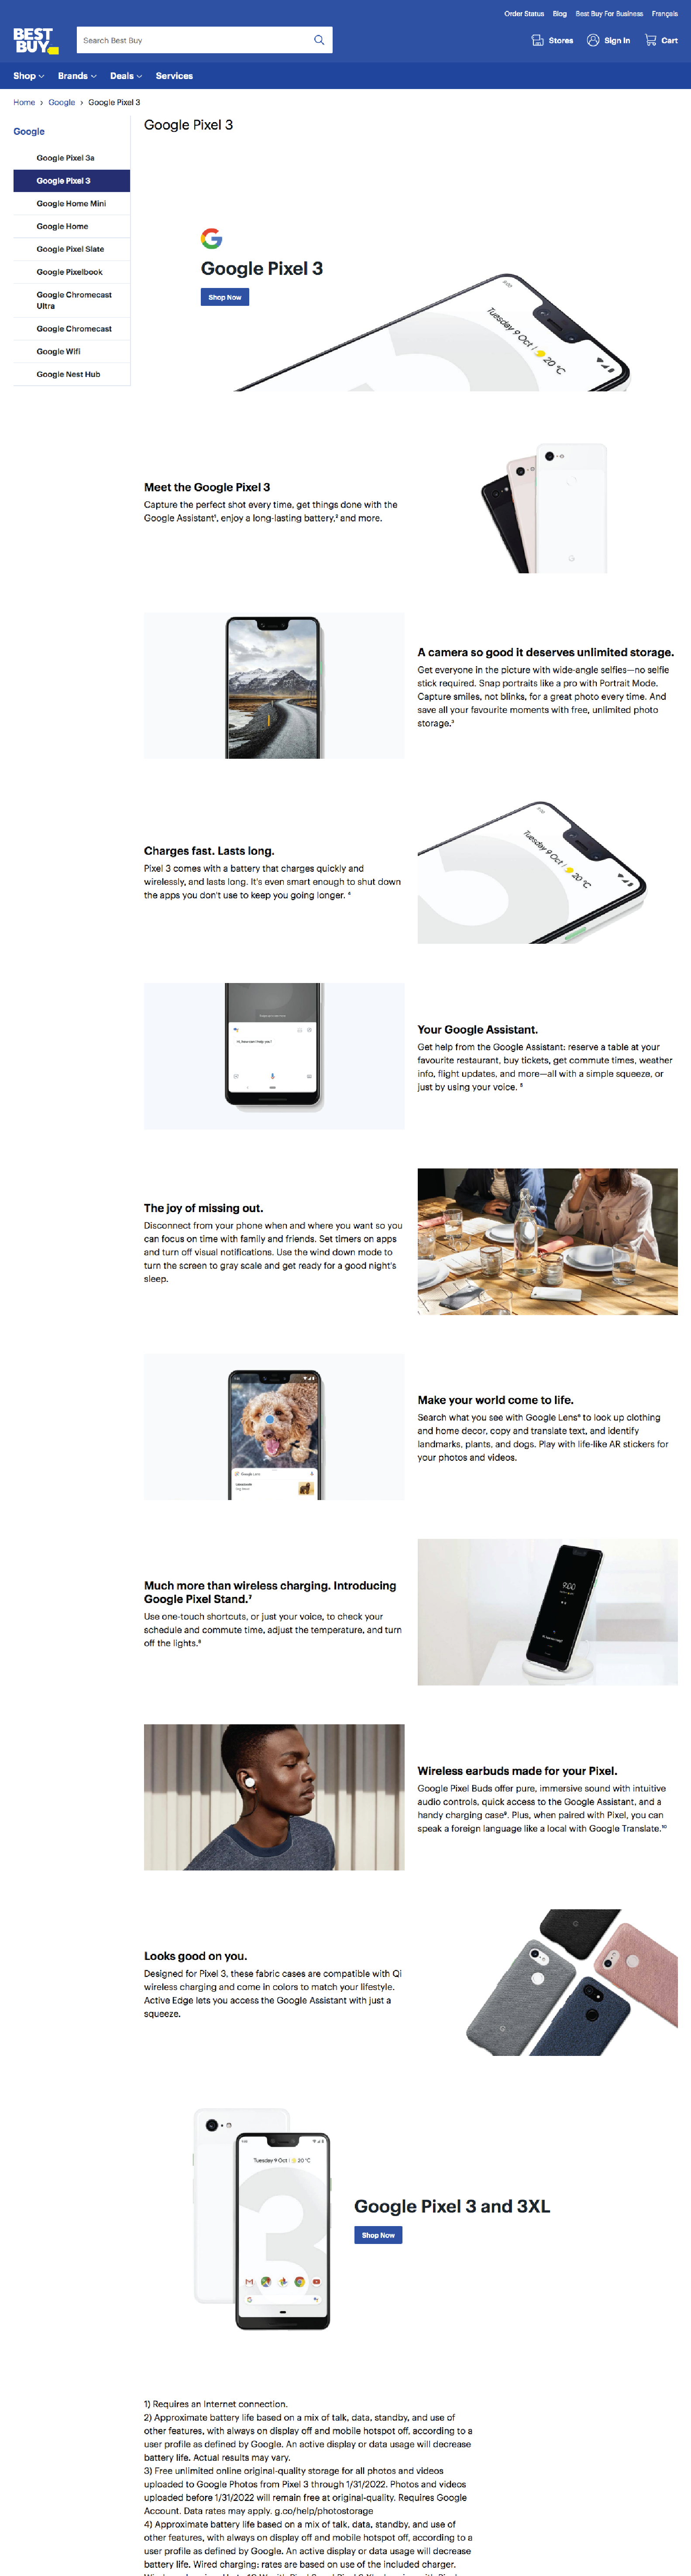 Order Status Blog Best Buy For Business Français
BEST BUY
Search Best Buy
Stores Sign In Cart
Shop Brands Deals Services
Home › Google › Google Pixel 3
Google
Google Pixel 3a
Google Pixel 3
Google Home Mini
Google Home
Google Pixel Slate
Google Pixelbook
Google Chromecast
Ultra
Google Chromecast
Google Wifi
Google Nest Hub
Google Pixel 3
Google Pixel 3
Shop Now
9:00
Tuesday 9 Oct | 20 °C
Meet the Google Pixel 3
Capture the perfect shot every time, get things done with the
Google Assistant¹, enjoy a long-lasting battery,² and more.
A camera so good it deserves unlimited storage.
Get everyone in the picture with wide-angle selfies—no selfie
stick required. Snap portraits like a pro with Portrait Mode.
Capture smiles, not blinks, for a great photo every time. And
save all your favourite moments with free, unlimited photo
storage.³
Charges fast. Lasts long.
Pixel 3 comes with a battery that charges quickly and
wirelessly, and lasts long. It's even smart enough to shut down
the apps you don't use to keep you going longer. ⁴
Tuesday 9 Oct | 20 °C
Hi, how can I help you?
Your Google Assistant.
Get help from the Google Assistant: reserve a table at your
favourite restaurant, buy tickets, get commute times, weather
info, flight updates, and more—all with a simple squeeze, or
just by using your voice. ⁵
The joy of missing out.
Disconnect from your phone when and where you want so you
can focus on time with family and friends. Set timers on apps
and turn off visual notifications. Use the wind down mode to
turn the screen to gray scale and get ready for a good night's
sleep.
Google Lens
Make your world come to life.
Search what you see with Google Lens⁶ to look up clothing
and home decor, copy and translate text, and identify
landmarks, plants, and dogs. Play with life-like AR stickers for
your photos and videos.
Much more than wireless charging. Introducing
Google Pixel Stand.⁷
Use one-touch shortcuts, or just your voice, to check your
schedule and commute time, adjust the temperature, and turn
off the lights.⁸
9:00
Wireless earbuds made for your Pixel.
Google Pixel Buds offer pure, immersive sound with intuitive
audio controls, quick access to the Google Assistant, and a
handy charging case⁹. Plus, when paired with Pixel, you can
speak a foreign language like a local with Google Translate.¹⁰
Looks good on you.
Designed for Pixel 3, these fabric cases are compatible with Qi
wireless charging and come in colors to match your lifestyle.
Active Edge lets you access the Google Assistant with just a
squeeze.
Tuesday 9 Oct | 20 °C
Google Pixel 3 and 3XL
Shop Now
1) Requires an Internet connection.
2) Approximate battery life based on a mix of talk, data, standby, and use of
other features, with always on display off and mobile hotspot off, according to a
user profile as defined by Google. An active display or data usage will decrease
battery life. Actual results may vary.
3) Free unlimited online original-quality storage for all photos and videos
uploaded to Google Photos from Pixel 3 through 1/31/2022. Photos and videos
uploaded before 1/31/2022 will remain free at original-quality. Requires Google
Account. Data rates may apply. g.co/help/photostorage
4) Approximate battery life based on a mix of talk, data, standby, and use of
other features, with always on display off and mobile hotspot off, according to a
user profile as defined by Google. An active display or data usage will decrease
battery life. Wired charging: rates are based on use of the included charger.